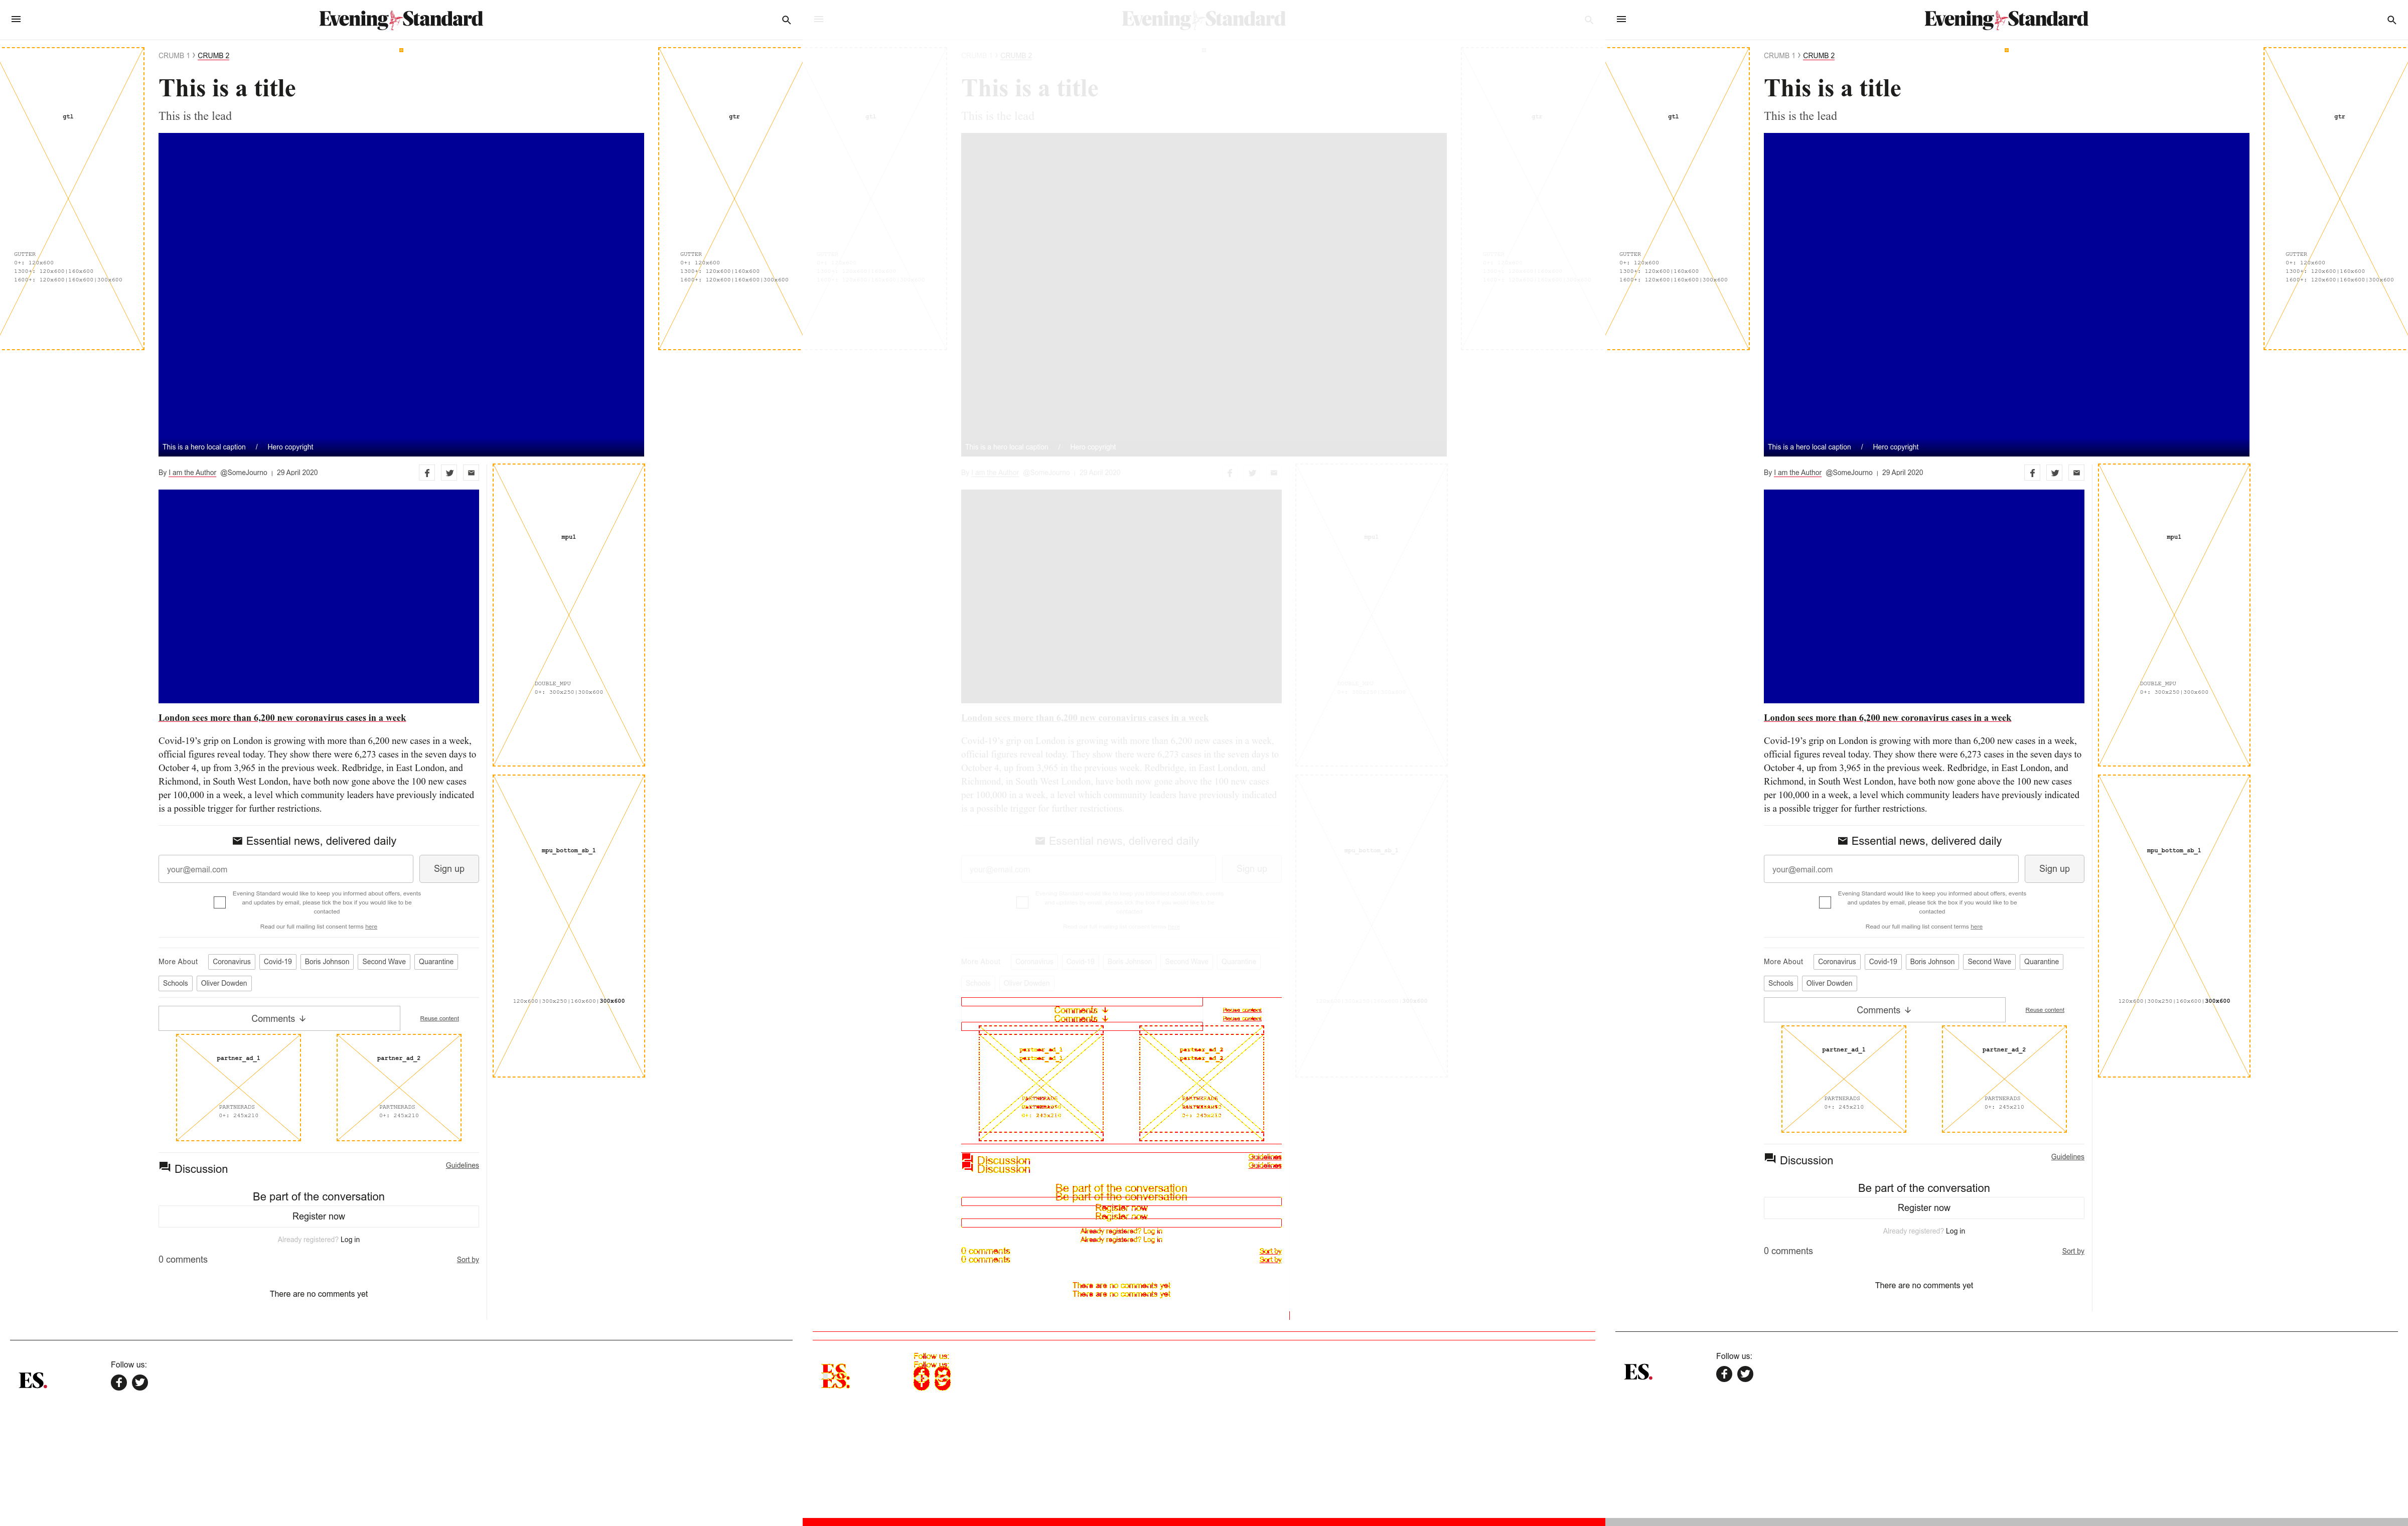 Evening Standard
CRUMB 1 › CRUMB 2
This is a title
This is the lead
gtl
GUTTER
0+: 120x600
1300+: 120x600|160x600
1600+: 120x600|160x600|300x600
gtr
GUTTER
0+: 120x600
1300+: 120x600|160x600
1600+: 120x600|160x600|300x600
This is a hero local caption / Hero copyright
By I am the Author @SomeJourno | 29 April 2020
mpu1
DOUBLE_MPU
0+: 300x250|300x600
London sees more than 6,200 new coronavirus cases in a week
Covid-19’s grip on London is growing with more than 6,200 new cases in a week,
official figures reveal today. They show there were 6,273 cases in the seven days to
October 4, up from 3,965 in the previous week. Redbridge, in East London, and
Richmond, in South West London, have both now gone above the 100 new cases
per 100,000 in a week, a level which community leaders have previously indicated
is a possible trigger for further restrictions.
mpu_bottom_sb_1
120x600|300x250|160x600|300x600
Essential news, delivered daily
your@email.com
Sign up
Evening Standard would like to keep you informed about offers, events
and updates by email, please tick the box if you would like to be
contacted
Read our full mailing list consent terms here
More About Coronavirus Covid-19 Boris Johnson Second Wave Quarantine
Schools Oliver Dowden
Comments ↓
Reuse content
partner_ad_1
PARTNERADS
0+: 245x210
partner_ad_2
PARTNERADS
0+: 245x210
Discussion
Guidelines
Be part of the conversation
Register now
Already registered? Log in
0 comments
Sort by
There are no comments yet
ES.
Follow us:
Evening Standard
This is a title
This is the lead
This is a hero local caption / Hero copyright
London sees more than 6,200 new coronavirus cases in a week
Covid-19’s grip on London is growing with more than 6,200 new cases in a week,
official figures reveal today. They show there were 6,273 cases in the seven days to
October 4, up from 3,965 in the previous week. Redbridge, in East London, and
Richmond, in South West London, have both now gone above the 100 new cases
per 100,000 in a week, a level which community leaders have previously indicated
is a possible trigger for further restrictions.
Essential news, delivered daily
Sign up
Comments ↓
Comments ↓
Reuse content
Reuse content
partner_ad_1
partner_ad_1
partner_ad_2
partner_ad_2
Discussion
Discussion
Guidelines
Guidelines
Be part of the conversation
Be part of the conversation
Register now
Register now
Already registered? Log in
Already registered? Log in
0 comments
0 comments
Sort by
Sort by
There are no comments yet
There are no comments yet
ES.
ES.
Follow us:
Follow us:
Evening Standard
CRUMB 1 › CRUMB 2
This is a title
This is the lead
gtl
GUTTER
0+: 120x600
1300+: 120x600|160x600
1600+: 120x600|160x600|300x600
gtr
GUTTER
0+: 120x600
1300+: 120x600|160x600
1600+: 120x600|160x600|300x600
This is a hero local caption / Hero copyright
By I am the Author @SomeJourno | 29 April 2020
mpu1
DOUBLE_MPU
0+: 300x250|300x600
London sees more than 6,200 new coronavirus cases in a week
Covid-19’s grip on London is growing with more than 6,200 new cases in a week,
official figures reveal today. They show there were 6,273 cases in the seven days to
October 4, up from 3,965 in the previous week. Redbridge, in East London, and
Richmond, in South West London, have both now gone above the 100 new cases
per 100,000 in a week, a level which community leaders have previously indicated
is a possible trigger for further restrictions.
mpu_bottom_sb_1
120x600|300x250|160x600|300x600
Essential news, delivered daily
your@email.com
Sign up
Evening Standard would like to keep you informed about offers, events
and updates by email, please tick the box if you would like to be
contacted
Read our full mailing list consent terms here
More About Coronavirus Covid-19 Boris Johnson Second Wave Quarantine
Schools Oliver Dowden
Comments ↓
Reuse content
partner_ad_1
PARTNERADS
0+: 245x210
partner_ad_2
PARTNERADS
0+: 245x210
Discussion
Guidelines
Be part of the conversation
Register now
Already registered? Log in
0 comments
Sort by
There are no comments yet
ES.
Follow us: